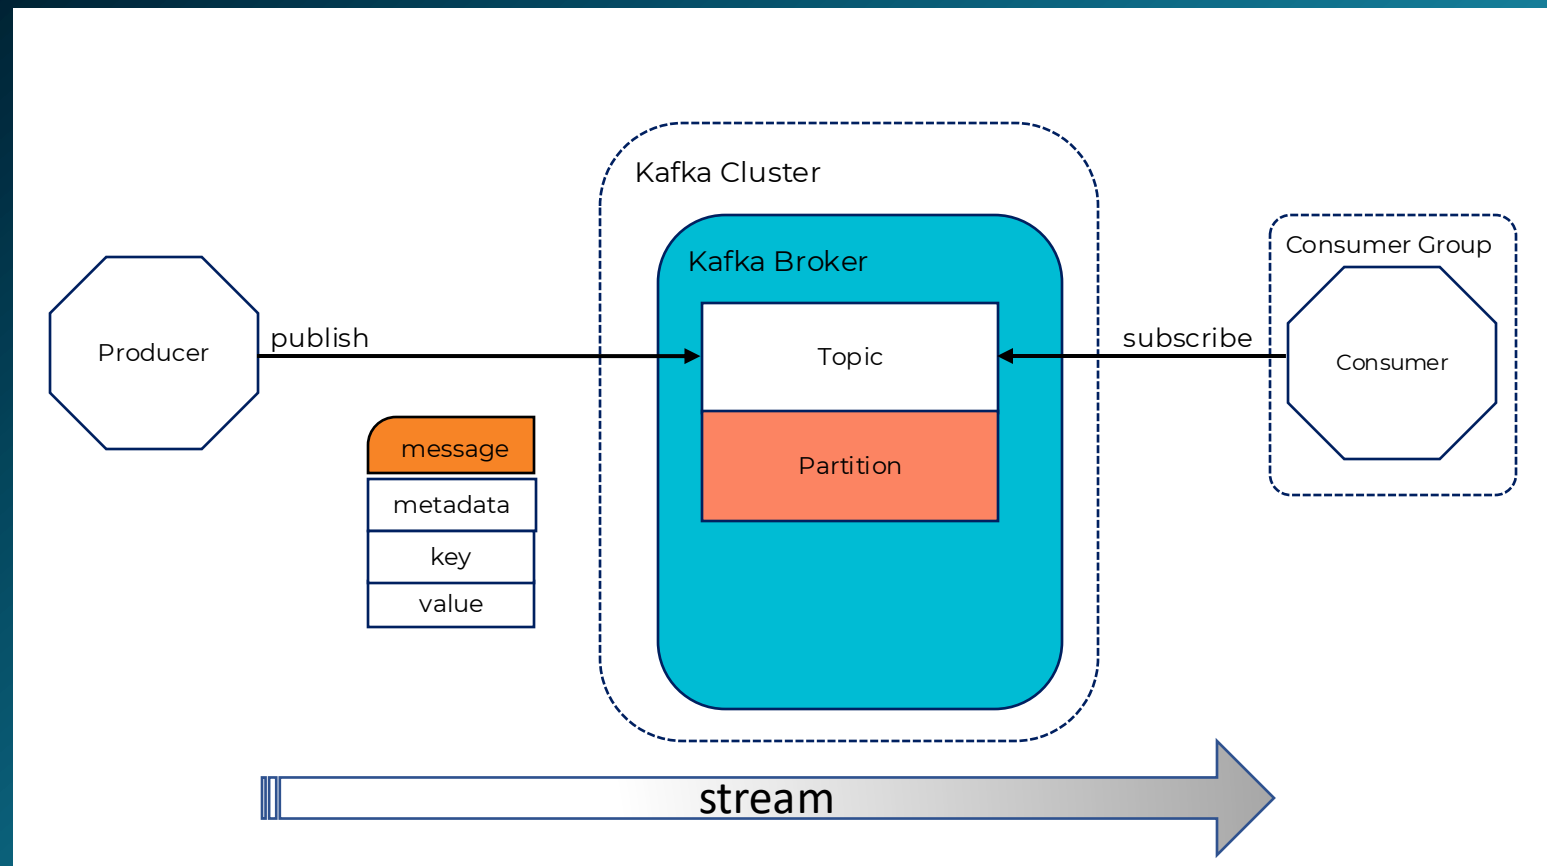 Kafka Cluster
Kafka Broker
Consumer Group
Producer
publish
Topic
subscribe
Consumer
message
metadata
key
value
Partition
stream